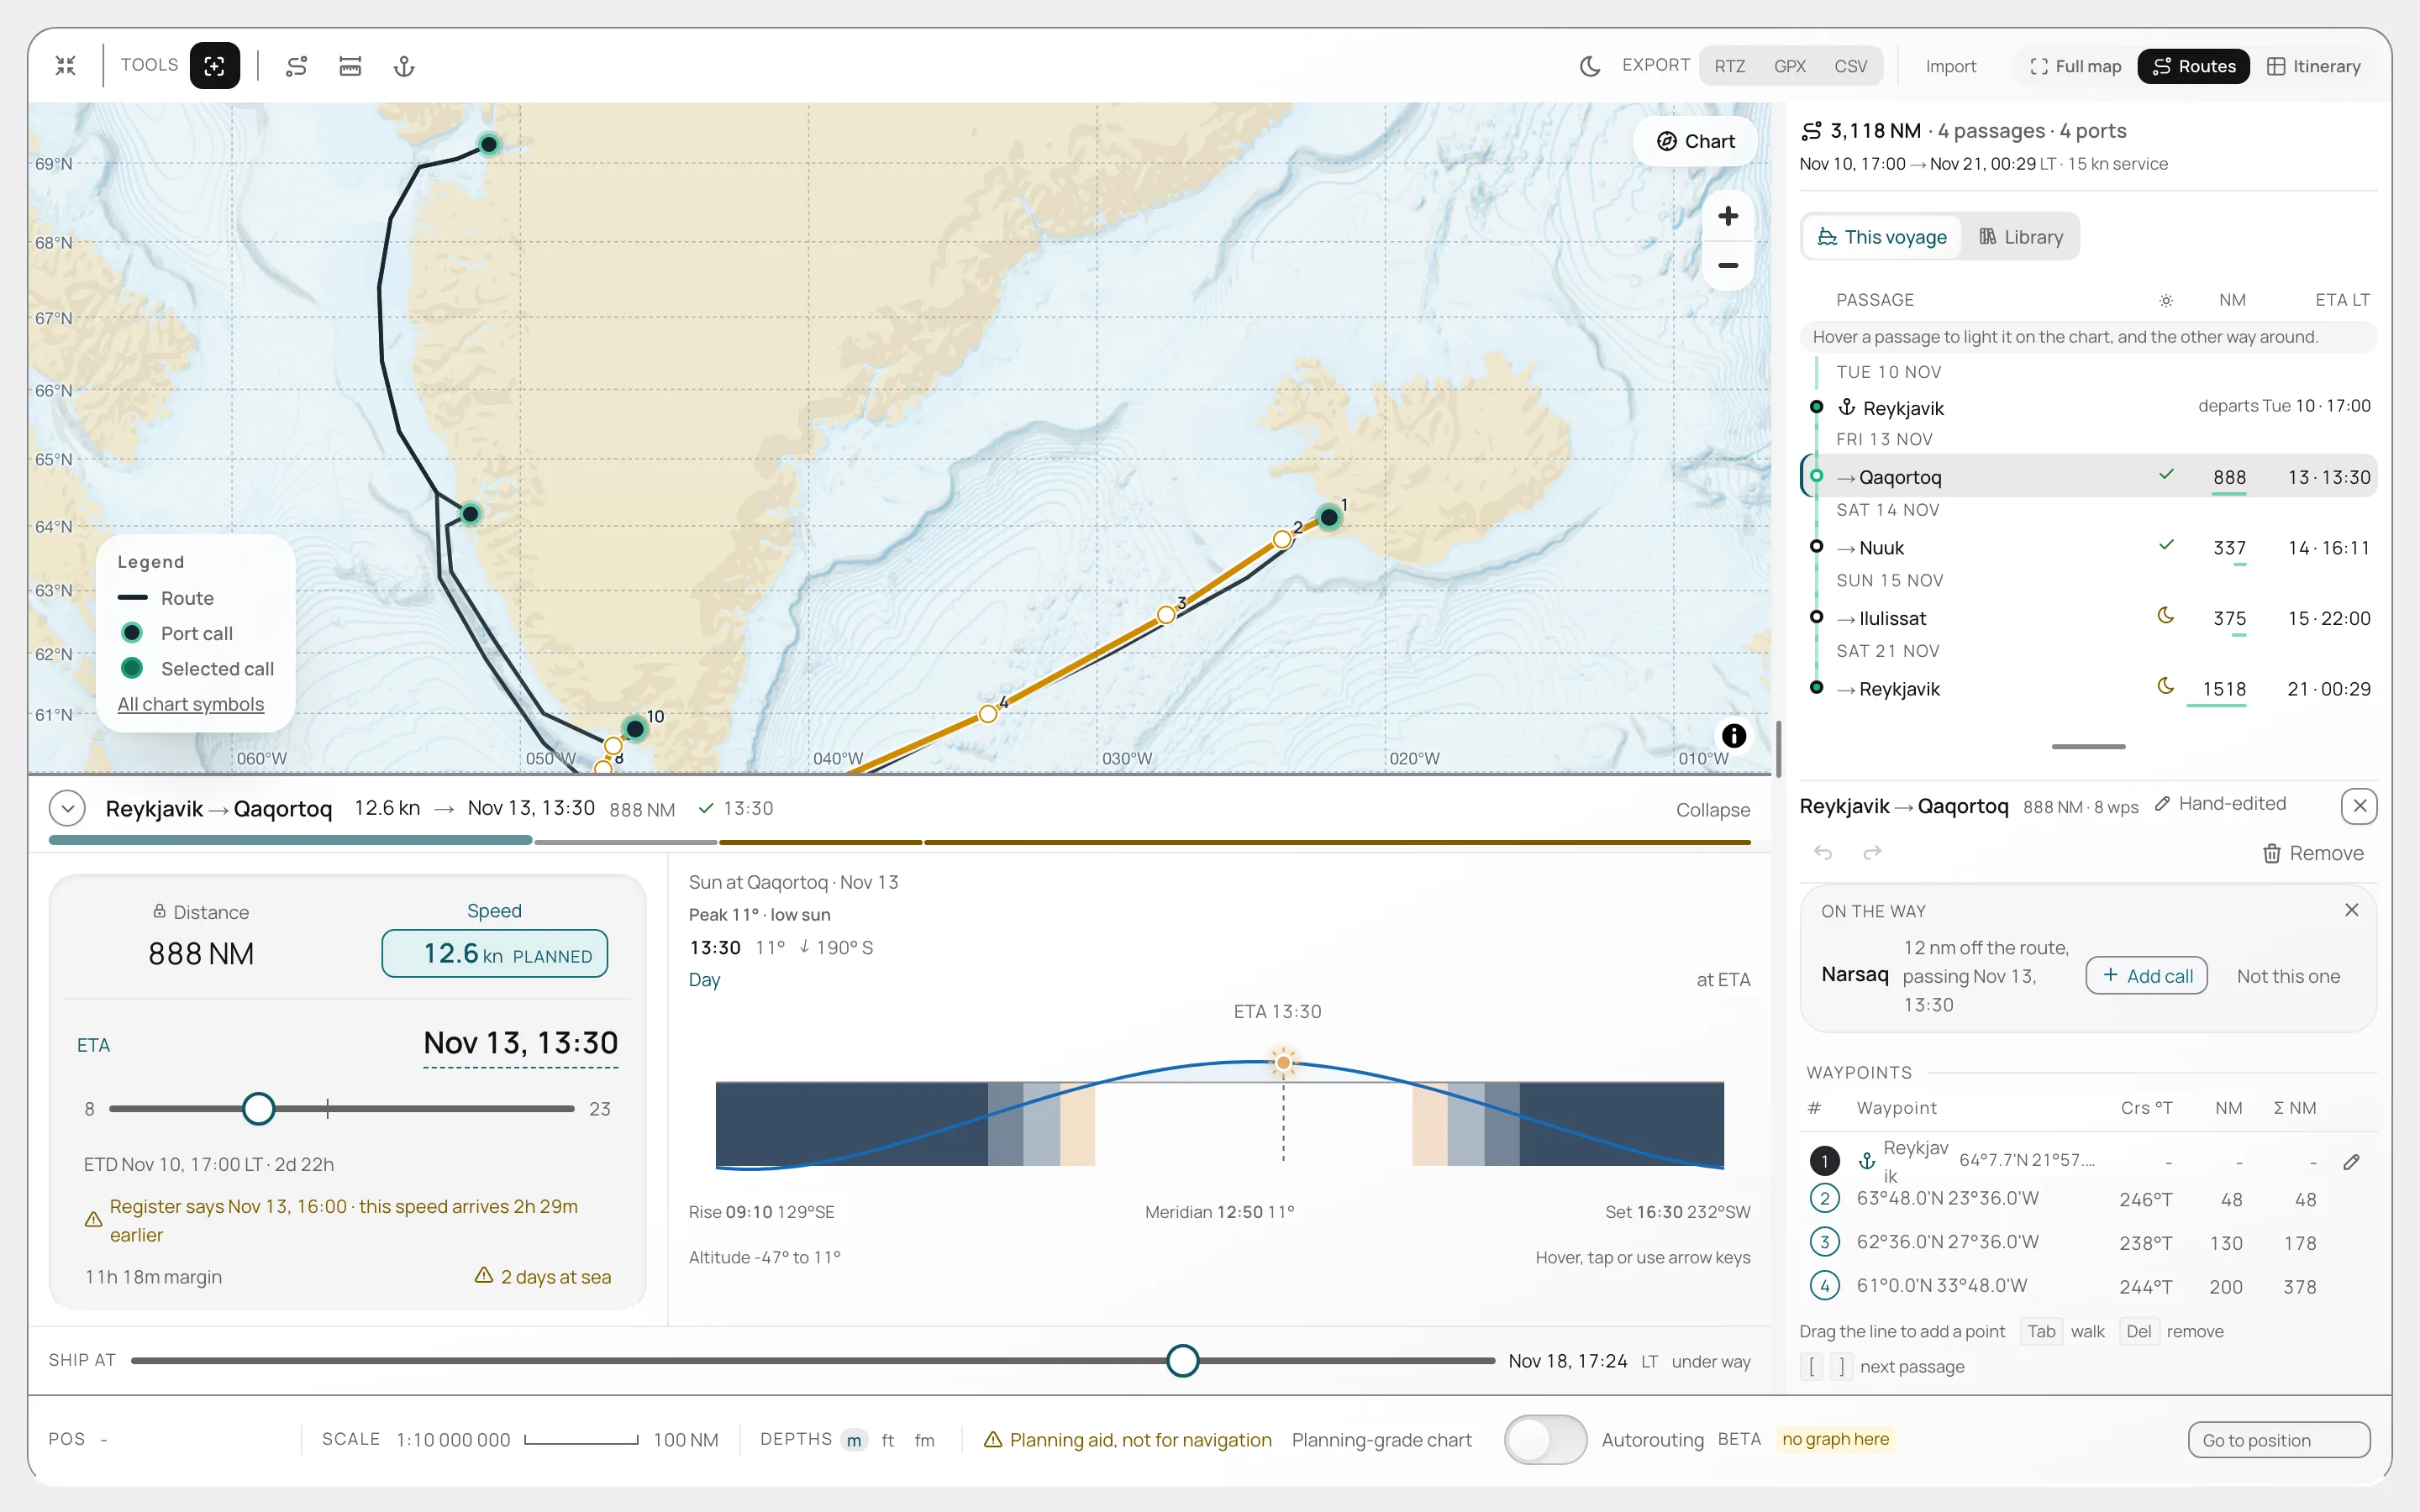 TOOLS
EXPORT RTZ GPX CSV Import Full map Routes Itinerary
69°N
68°N
67°N
66°N
65°N
64°N
63°N
62°N
61°N
060°W 050°W 040°W 030°W 020°W 010°W
Chart
+
−
1
2
3
4
10
8
Legend
Route
Port call
Selected call
All chart symbols
3,118 NM · 4 passages · 4 ports
Nov 10, 17:00 → Nov 21, 00:29 LT · 15 kn service
This voyage Library
PASSAGE NM ETA LT
Hover a passage to light it on the chart, and the other way around.
TUE 10 NOV
Reykjavik departs Tue 10 · 17:00
FRI 13 NOV
→ Qaqortoq 888 13 · 13:30
SAT 14 NOV
→ Nuuk 337 14 · 16:11
SUN 15 NOV
→ Ilulissat 375 15 · 22:00
SAT 21 NOV
→ Reykjavik 1518 21 · 00:29
Reykjavik → Qaqortoq 12.6 kn → Nov 13, 13:30 888 NM 13:30 Collapse
Distance
888 NM
Speed
12.6 kn PLANNED
ETA Nov 13, 13:30
8 23
ETD Nov 10, 17:00 LT · 2d 22h
Register says Nov 13, 16:00 · this speed arrives 2h 29m
earlier
11h 18m margin 2 days at sea
Sun at Qaqortoq · Nov 13
Peak 11° · low sun
13:30 11° ↓ 190° S
Day at ETA
ETA 13:30
Rise 09:10 129°SE Meridian 12:50 11° Set 16:30 232°SW
Altitude -47° to 11° Hover, tap or use arrow keys
SHIP AT Nov 18, 17:24 LT under way
Reykjavik → Qaqortoq 888 NM · 8 wps Hand-edited
Remove
ON THE WAY
Narsaq
12 nm off the route,
passing Nov 13,
13:30
+ Add call Not this one
WAYPOINTS
# Waypoint Crs °T NM Σ NM
1 Reykjav
ik
64°7.7'N 21°57.... - - -
2 63°48.0'N 23°36.0'W 246°T 48 48
3 62°36.0'N 27°36.0'W 238°T 130 178
4 61°0.0'N 33°48.0'W 244°T 200 378
Drag the line to add a point Tab walk Del remove
[ ] next passage
POS - SCALE 1:10 000 000 100 NM DEPTHS m ft fm Planning aid, not for navigation Planning-grade chart Autorouting BETA no graph here Go to position